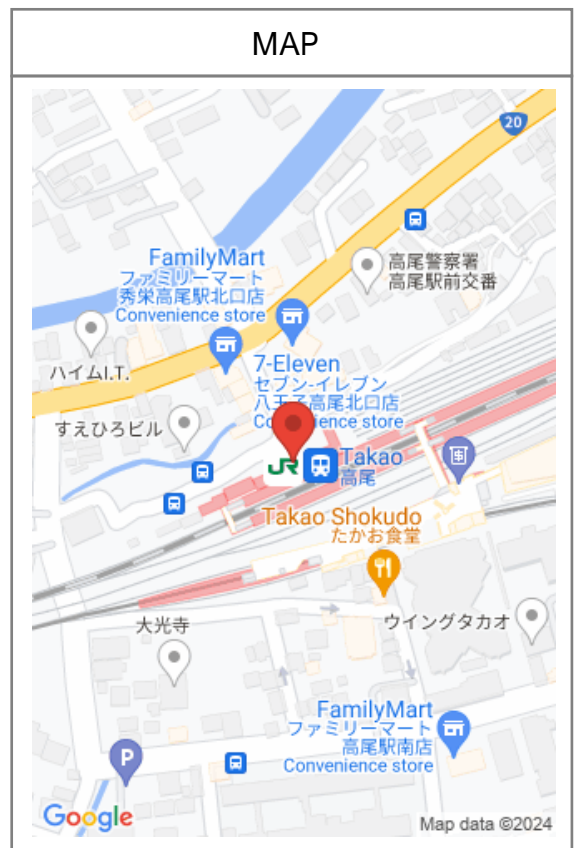 MAP
20
FamilyMart
ファミリーマート
秀栄高尾駅北口店
Convenience store
高尾警察署
高尾駅前交番
ハイムI.T.
7-Eleven
セブン-イレブン
八王子高尾北口店
Convenience store
すえひろビル
JR
Takao
高尾
Takao Shokudo
たかお食堂
大光寺
ウイングタカオ
FamilyMart
ファミリーマート
高尾駅南店
Convenience store
P
Google
Map data ©2024